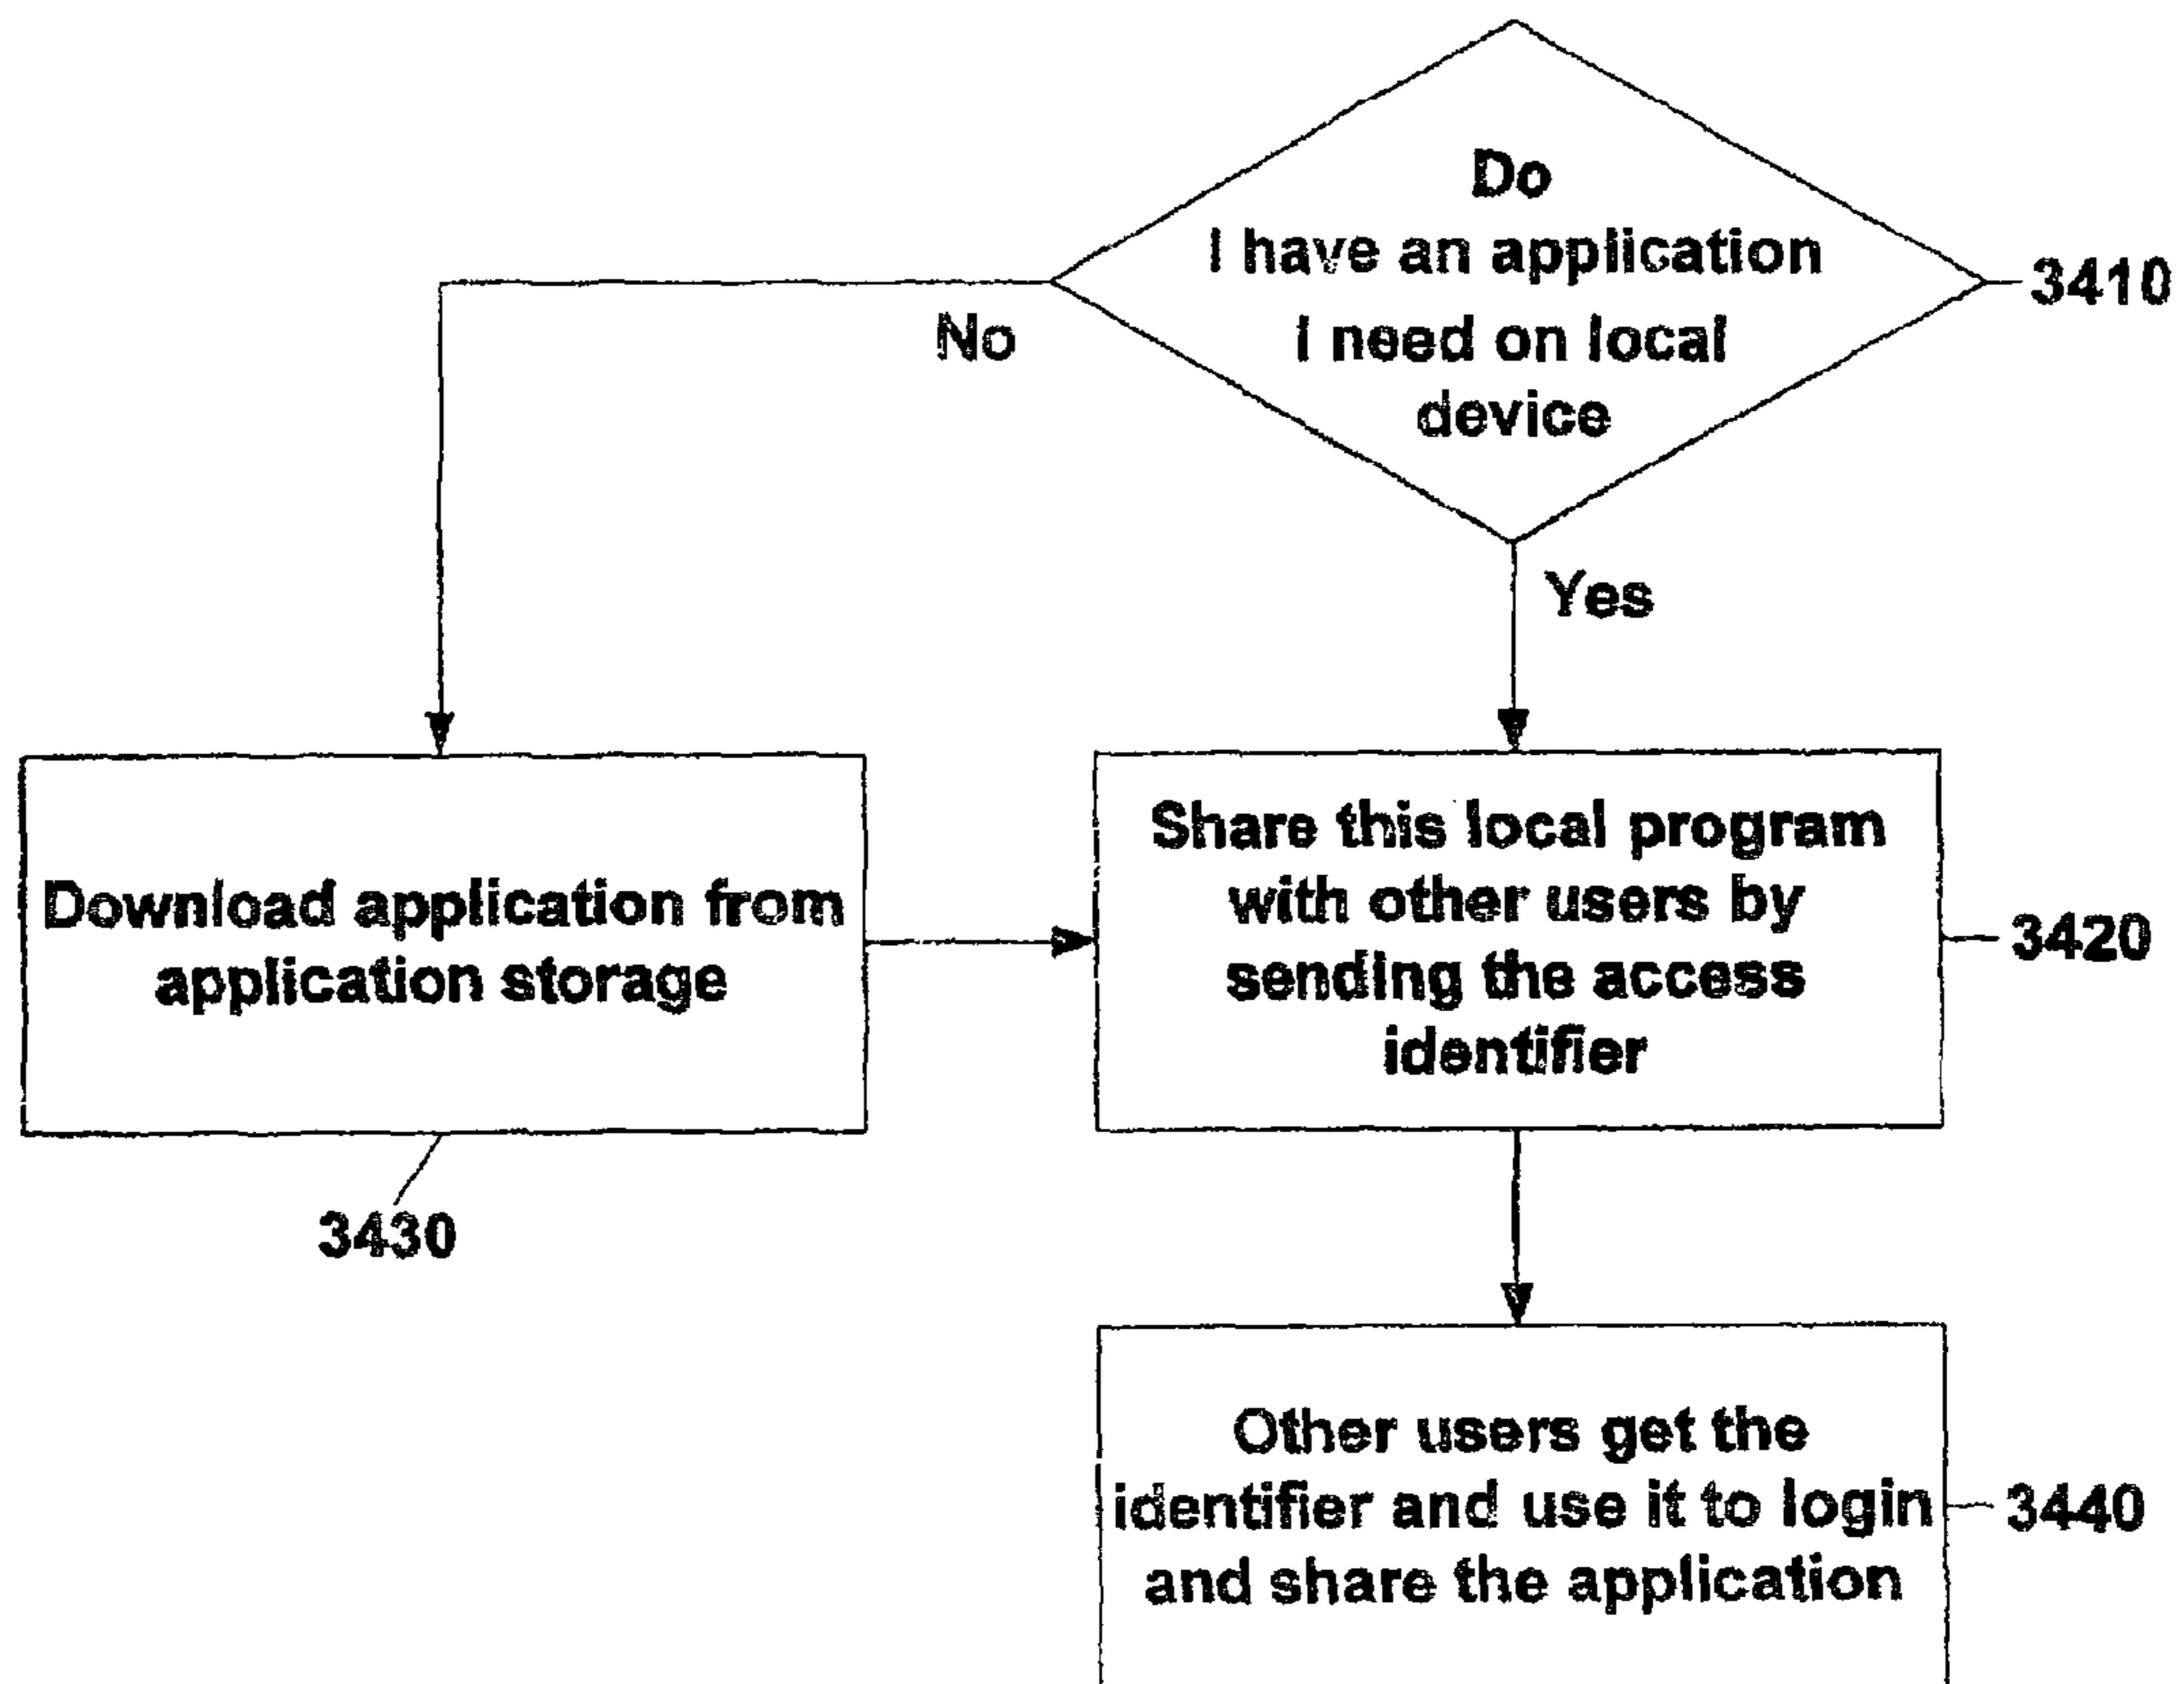 Do
I have an application
I need on local
device
3410
No
Yes
Download application from
application storage
3430
Share this local program
with other users by
sending the access
identifier
3420
Other users get the
identifier and use it to login
and share the application
3440